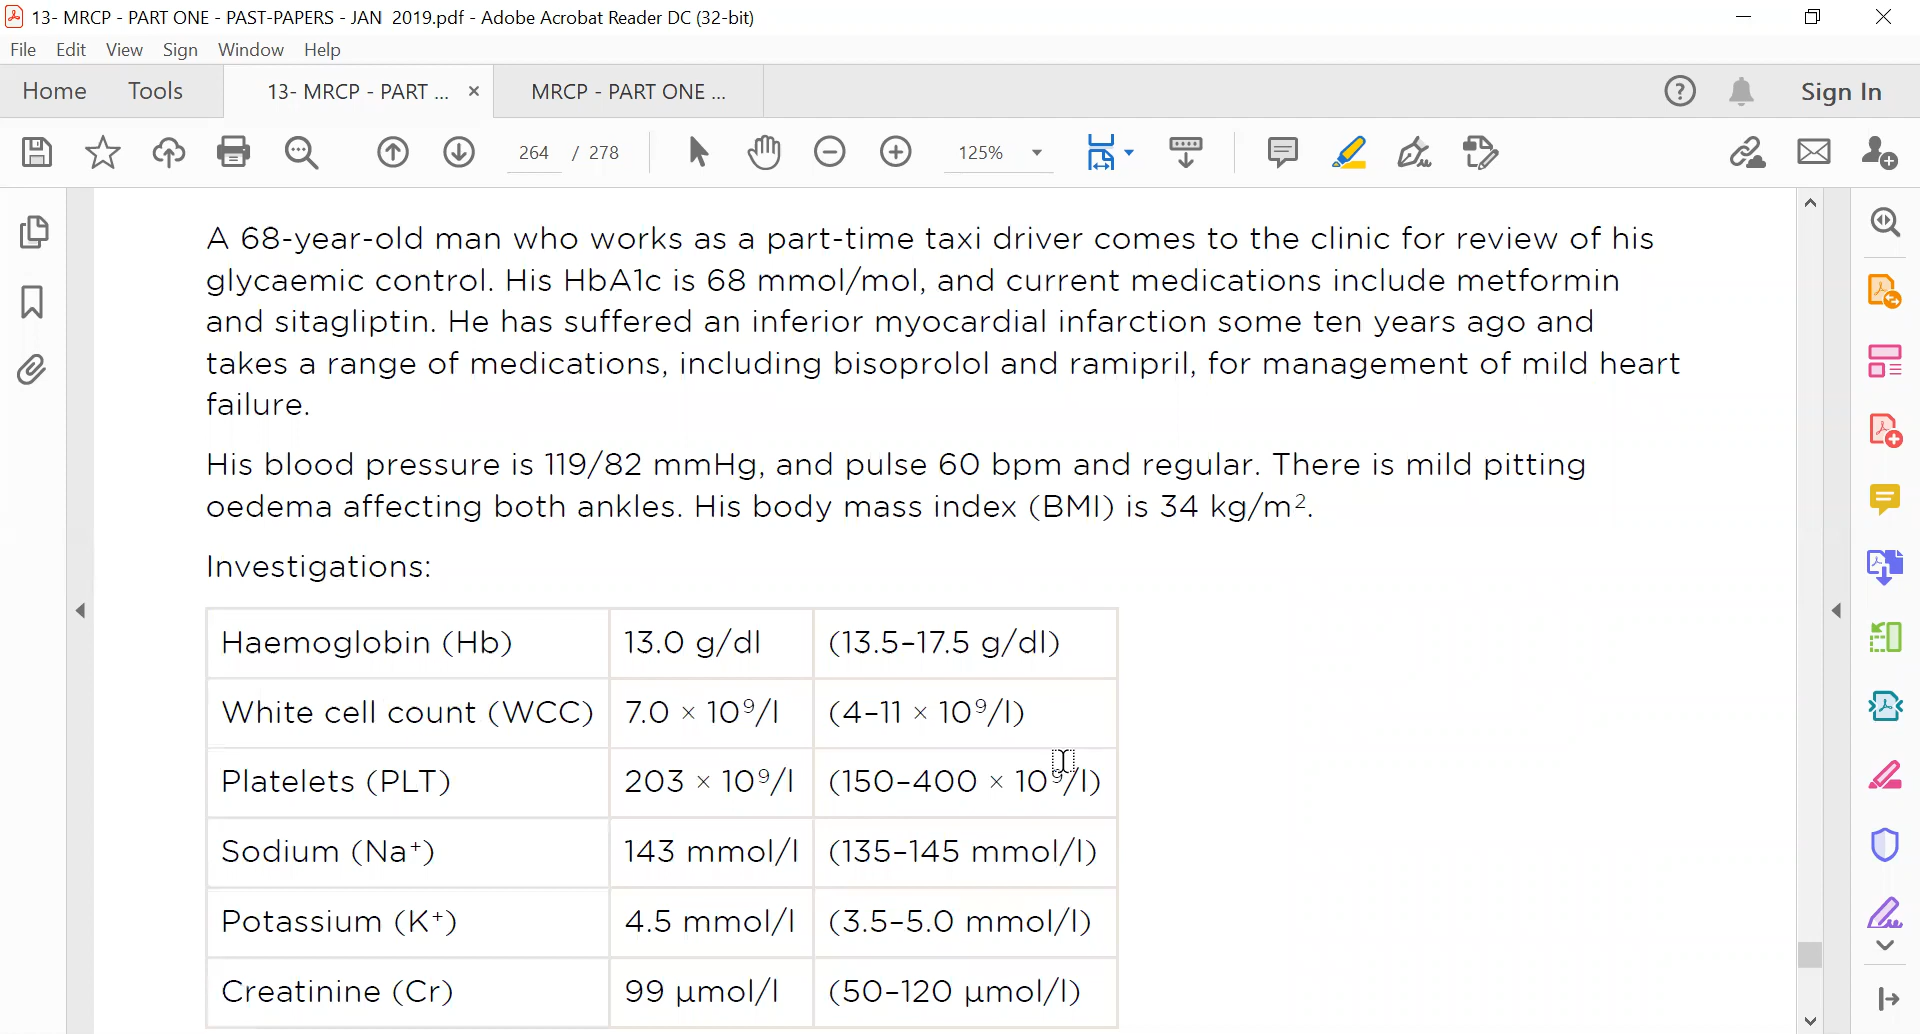 13- MRCP - PART ONE - PAST-PAPERS - JAN 2019.pdf - Adobe Acrobat Reader DC (32-bit)
File Edit View Sign Window Help
Home Tools 13- MRCP - PART ... × MRCP - PART ONE ... Sign In
264 / 278 125%
A 68-year-old man who works as a part-time taxi driver comes to the clinic for review of his
glycaemic control. His HbA1c is 68 mmol/mol, and current medications include metformin
and sitagliptin. He has suffered an inferior myocardial infarction some ten years ago and
takes a range of medications, including bisoprolol and ramipril, for management of mild heart
failure.
His blood pressure is 119/82 mmHg, and pulse 60 bpm and regular. There is mild pitting
oedema affecting both ankles. His body mass index (BMI) is 34 kg/m².
Investigations:
Haemoglobin (Hb) 13.0 g/dl (13.5–17.5 g/dl)
White cell count (WCC) 7.0 × 10⁹/l (4–11 × 10⁹/l)
Platelets (PLT) 203 × 10⁹/l (150–400 × 10⁹/l)
Sodium (Na⁺) 143 mmol/l (135–145 mmol/l)
Potassium (K⁺) 4.5 mmol/l (3.5–5.0 mmol/l)
Creatinine (Cr) 99 µmol/l (50–120 µmol/l)